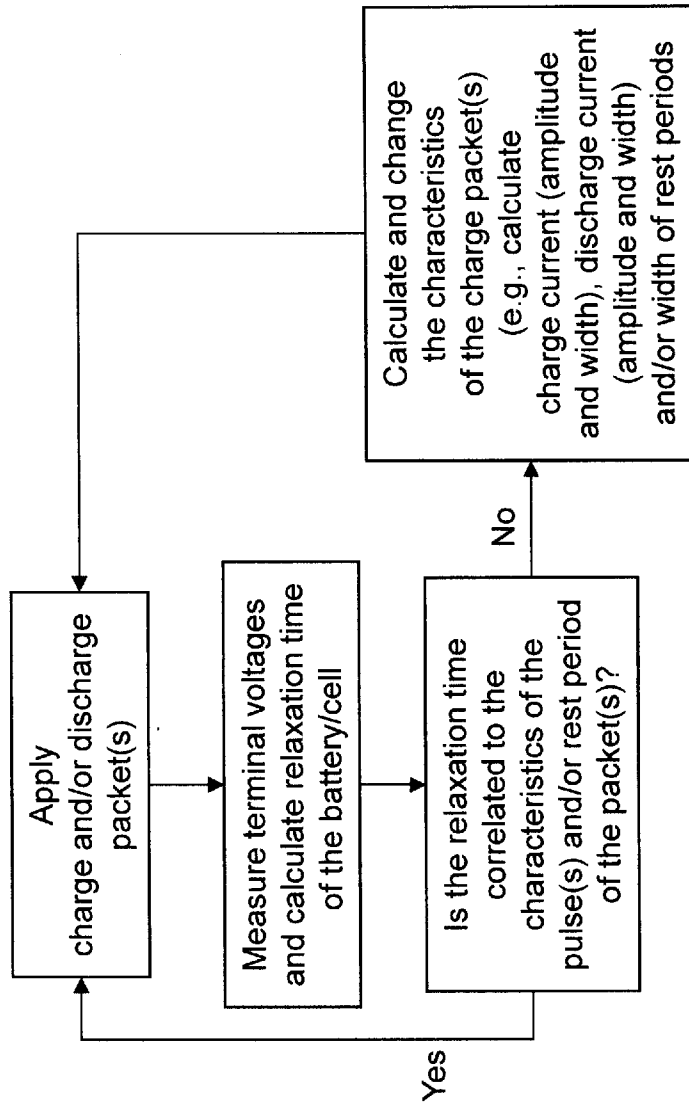 Apply
charge and/or discharge
packet(s)
Measure terminal voltages
and calculate relaxation time
of the battery/cell
Is the relaxation time
correlated to the
characteristics of the
pulse(s) and/or rest period
of the packet(s)?
Yes
No
Calculate and change
the characteristics
of the charge packet(s)
(e.g., calculate
charge current (amplitude
and width), discharge current
(amplitude and width)
and/or width of rest periods